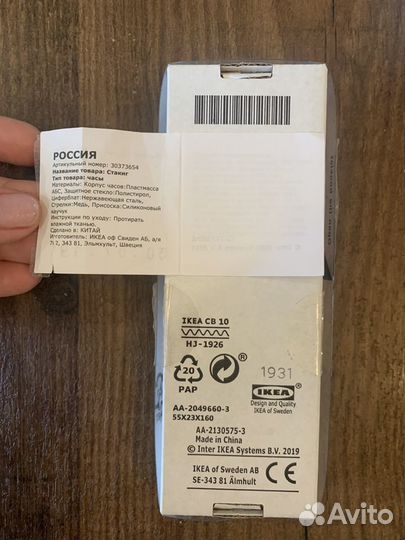 РОССИЯ
Артикульный номер: 30373654
Название товара: Стакиг
Тип товара: часы
Материалы: Корпус часов:Пластмасса
АБС, Защитное стекло:Полистирол,
Циферблат:Нержавеющая сталь,
Стрелки:Медь, Присоска:Силиконовый
каучук
Инструкции по уходу: Протирать
влажной тканью.
Сделано в: КИТАЙ
Изготовитель: ИКЕА оф Свиден АБ, а/я
702, 343 81, Эльмхульт, Швеция
IKEA CB 10
HJ-1926
20
PAP
®
1931
IKEA
Design and Quality
IKEA of Sweden
AA-2049660-3
55X23X160
AA-2130575-3
Made in China
© Inter IKEA Systems B.V. 2019
IKEA of Sweden AB
SE-343 81 Älmhult
CE
Avito